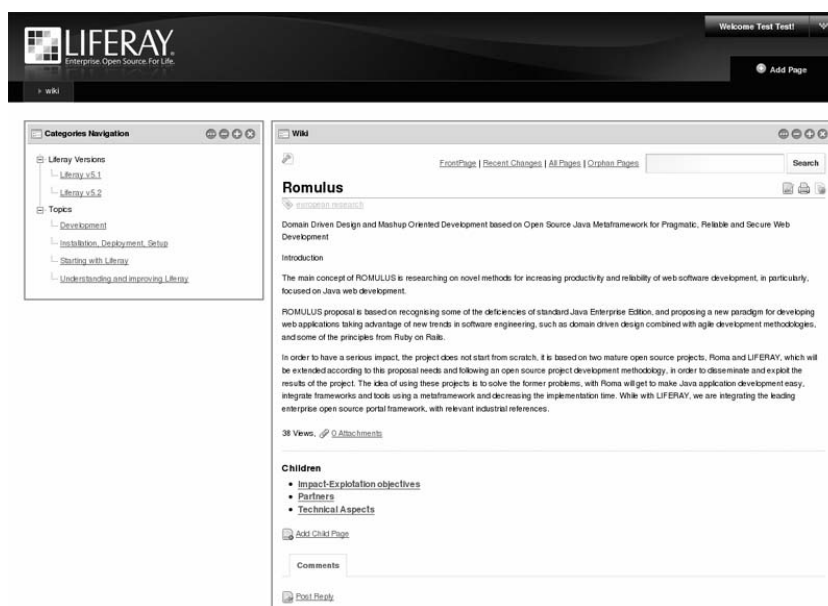 Welcome Test Test!
LIFERAY.
Enterprise. Open Source. For Life.
Add Page
wiki
Categories Navigation
Liferay Versions
Liferay v5.1
Liferay v5.2
Topics
Development
Installation, Deployment, Setup
Starting with Liferay
Understanding and improving Liferay
Wiki
FrontPage | Recent Changes | All Pages | Orphan Pages
Search
Romulus
european research
Domain Driven Design and Mashup Oriented Development based on Open Source Java Metaframework for Pragmatic, Reliable and Secure Web
Development
Introduction
The main concept of ROMULUS is researching on novel methods for increasing productivity and reliability of web software development, in particularly,
focused on Java web development.
ROMULUS proposal is based on recognising some of the deficiencies of standard Java Enterprise Edition, and proposing a new paradigm for developing
web applications taking advantage of new trends in software engineering, such as domain driven design combined with agile development methodologies,
and some of the principles from Ruby on Rails.
In order to have a serious impact, the project does not start from scratch, it is based on two mature open source projects, Roma and LIFERAY, which will
be extended according to this proposal needs and following an open source project development methodology, in order to disseminate and exploit the
results of the project. The idea of using these projects is to solve the former problems, with Roma will get to make Java application development easy,
integrate frameworks and tools using a metaframework and decreasing the implementation time. While with LIFERAY, we are integrating the leading
enterprise open source portal framework, with relevant industrial references.
38 Views, 0 Attachments
Children
Impact-Explotation objectives
Partners
Technical Aspects
Add Child Page
Comments
Post Reply